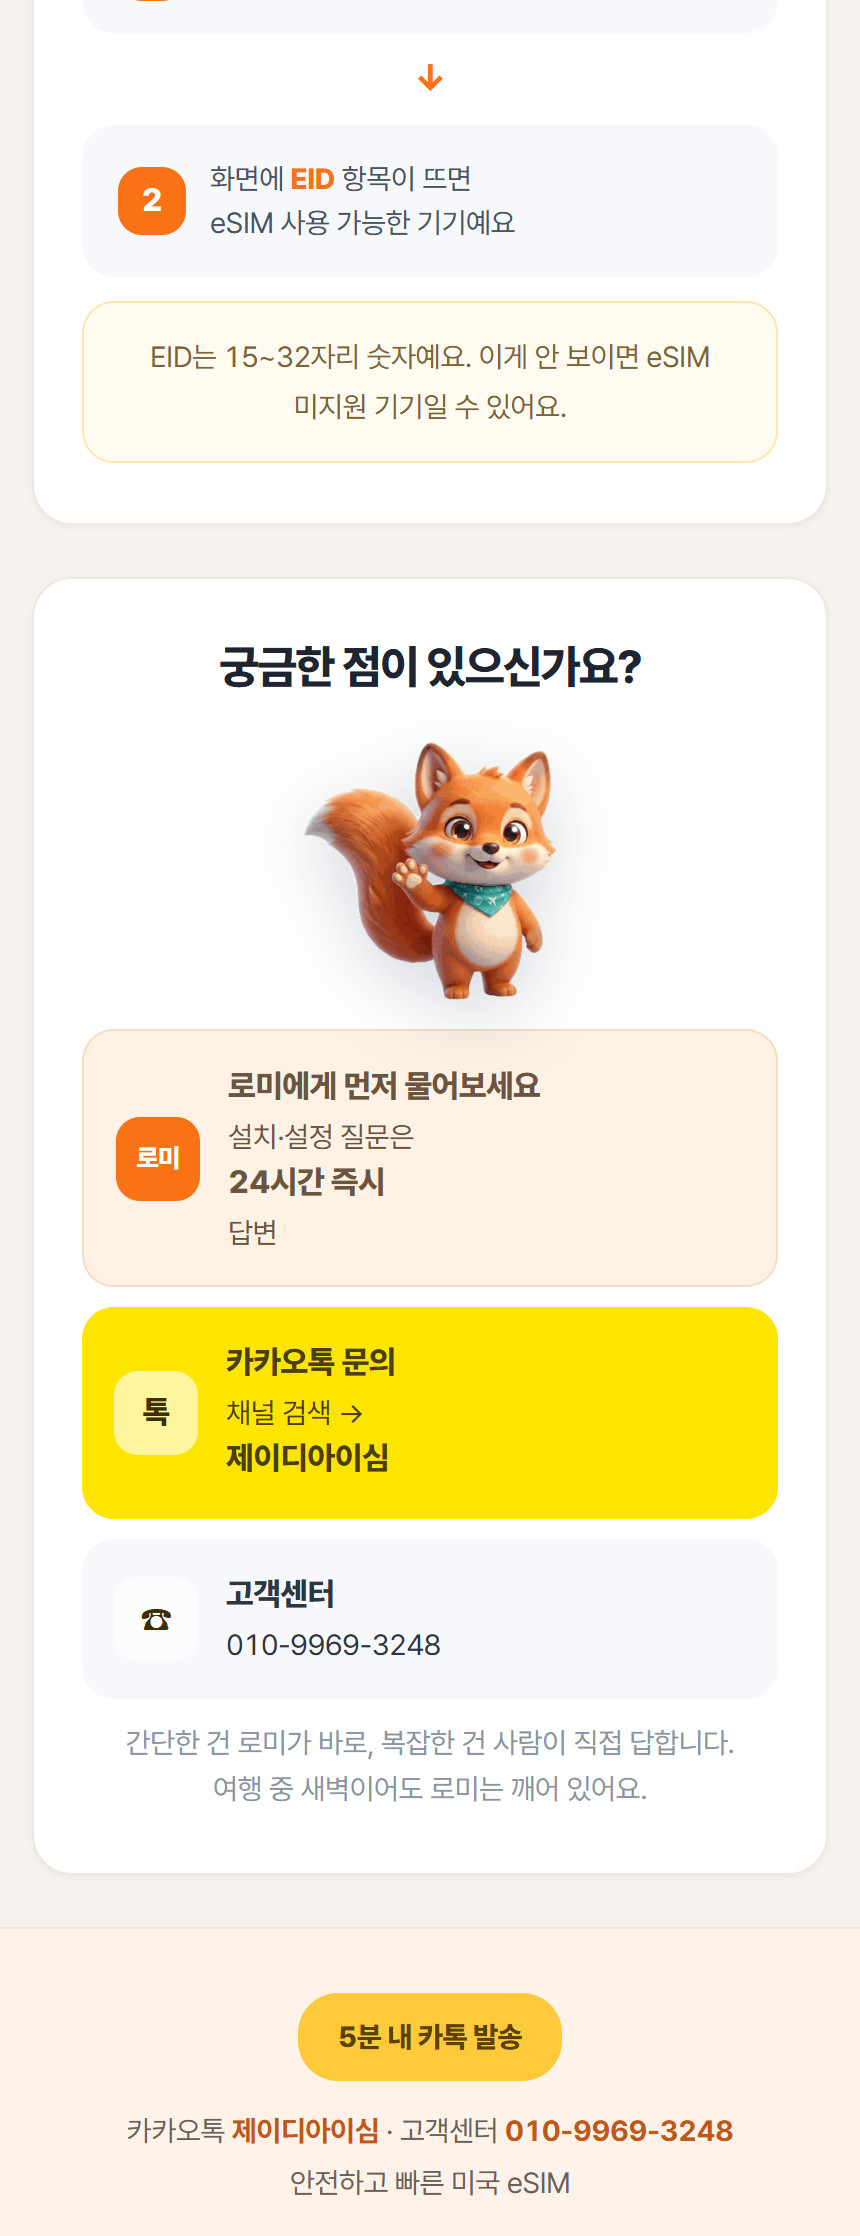 ↓
2
화면에 EID 항목이 뜨면
eSIM 사용 가능한 기기예요
EID는 15~32자리 숫자예요. 이게 안 보이면 eSIM
미지원 기기일 수 있어요.
궁금한 점이 있으신가요?
로미
로미에게 먼저 물어보세요
설치·설정 질문은
24시간 즉시
답변
톡
카카오톡 문의
채널 검색 →
제이디아이심
☎
고객센터
010-9969-3248
간단한 건 로미가 바로, 복잡한 건 사람이 직접 답합니다.
여행 중 새벽이어도 로미는 깨어 있어요.
5분 내 카톡 발송
카카오톡 제이디아이심 · 고객센터 010-9969-3248
안전하고 빠른 미국 eSIM